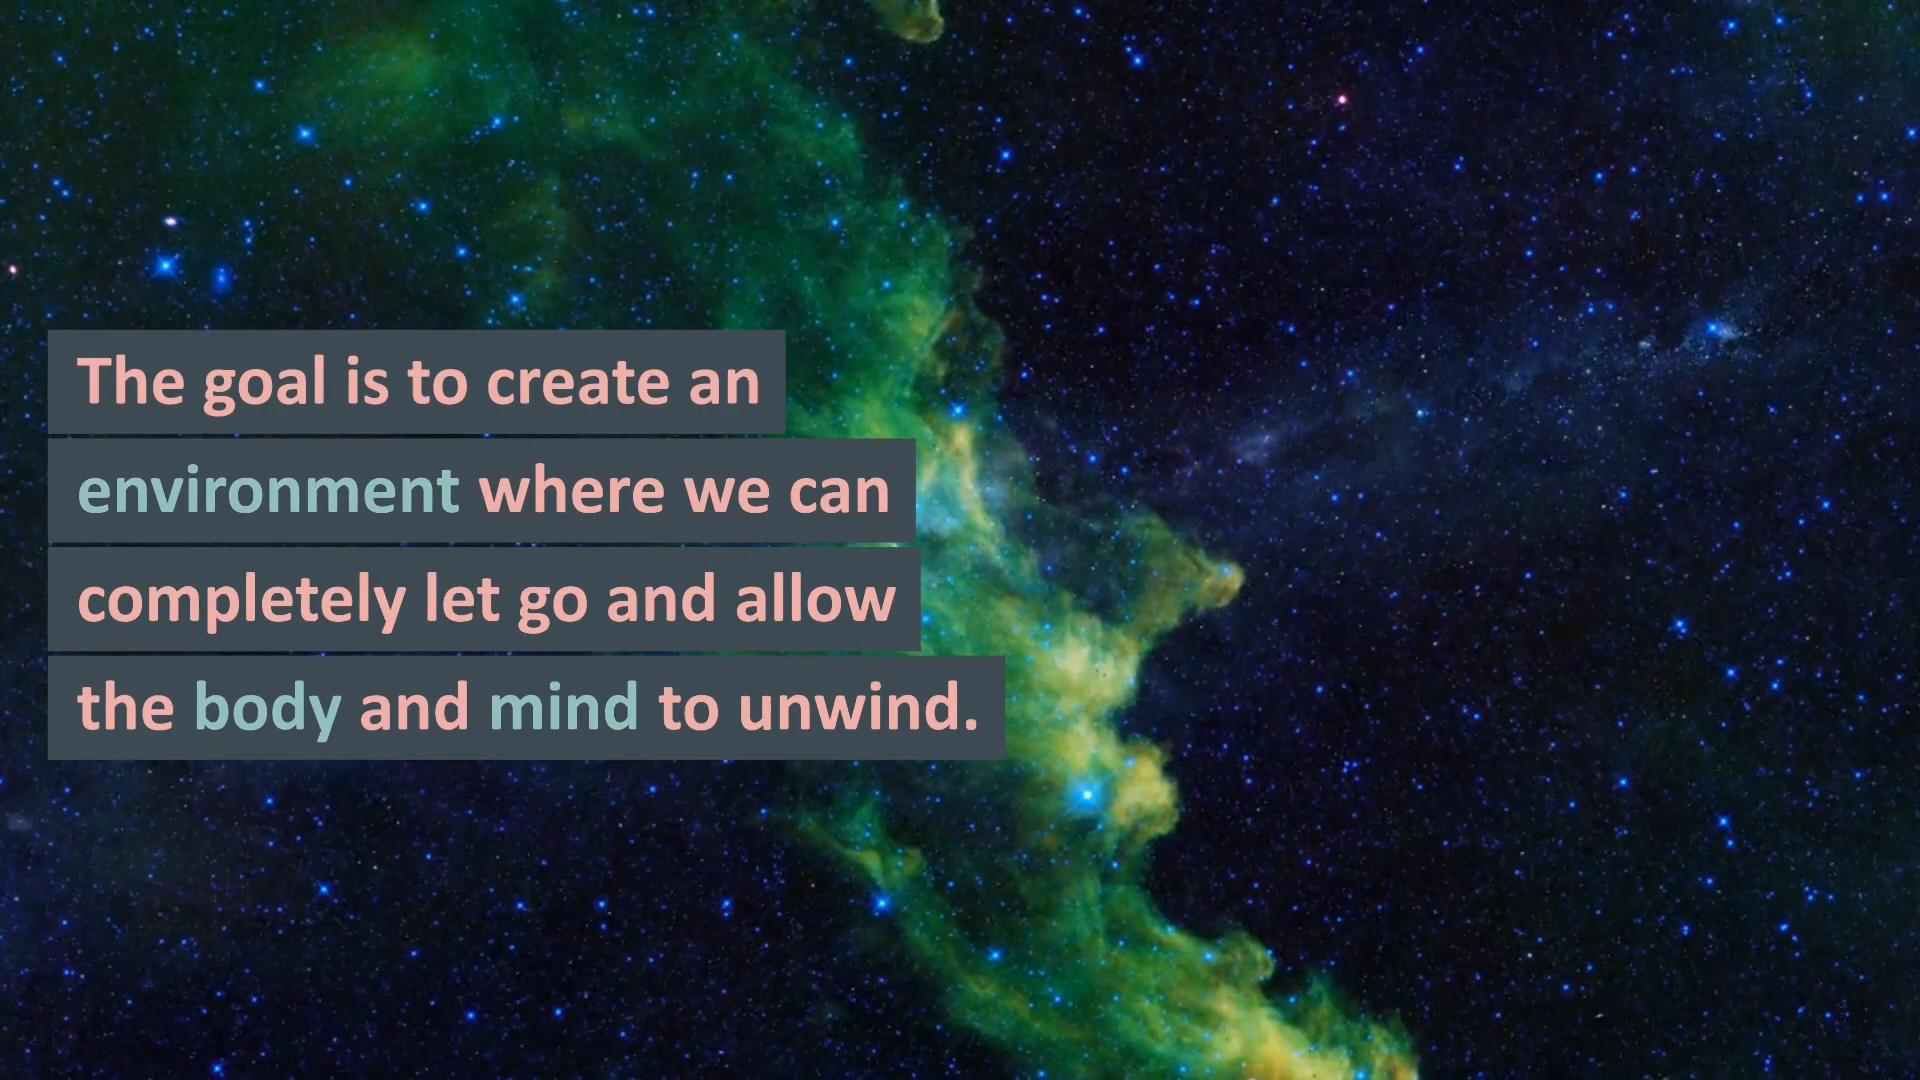 The goal is to create an
environment where we can
completely let go and allow
the body and mind to unwind.